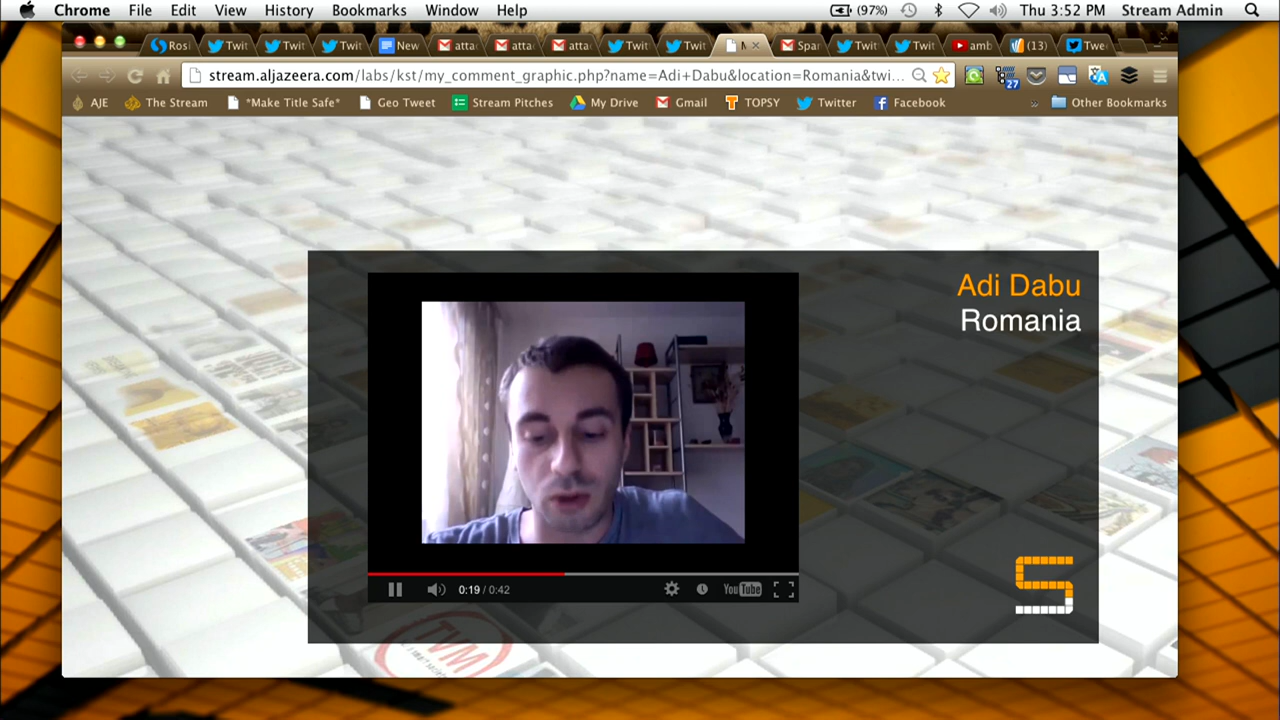 Chrome File Edit View History Bookmarks Window Help (97%) Thu 3:52 PM Stream Admin
Rosi Twit Twit Twit New atta atta atta Twit Twit Spar Twit Twit amb (13) Twe
stream.aljazeera.com/labs/kst/my_comment_graphic.php?name=Adi+Dabu&location=Romania&twi... 27
AJE The Stream *Make Title Safe* Geo Tweet Stream Pitches My Drive Gmail TOPSY Twitter Facebook » Other Bookmarks
Adi Dabu
Romania
0:19 / 0:42 YouTube
S
TVM